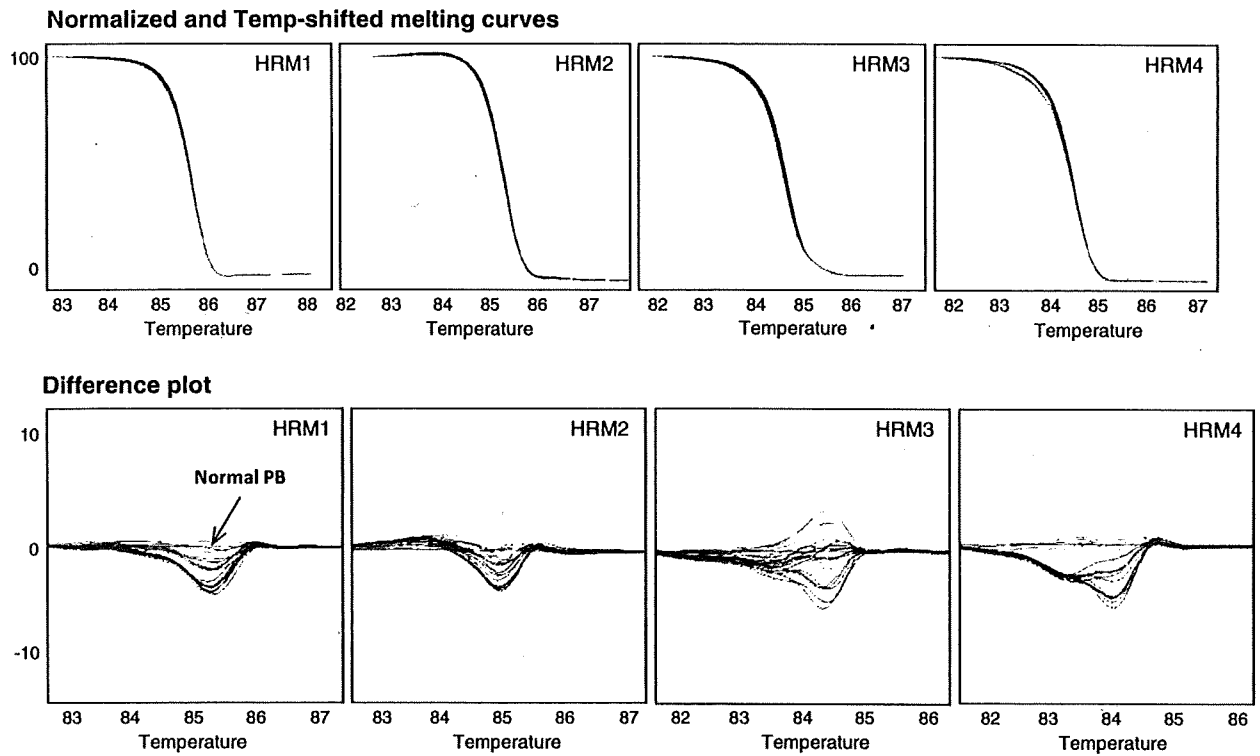 Normalized and Temp-shifted melting curves
HRM1
HRM2
HRM3
HRM4
100
0
83 84 85 86 87 88
82 83 84 85 86 87
82 83 84 85 86 87
82 83 84 85 86 87
Temperature
Temperature
Temperature
Temperature
Difference plot
HRM1
HRM2
HRM3
HRM4
10
0
-10
Normal PB
83 84 85 86 87
83 84 85 86 87
82 83 84 85 86
82 83 84 85 86
Temperature
Temperature
Temperature
Temperature